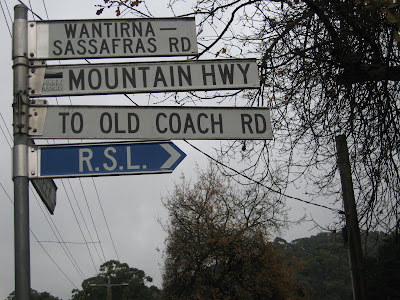 WANTIRNA—
SASSAFRAS RD
MOUNTAIN HWY
TO OLD COACH RD
R.S.L.